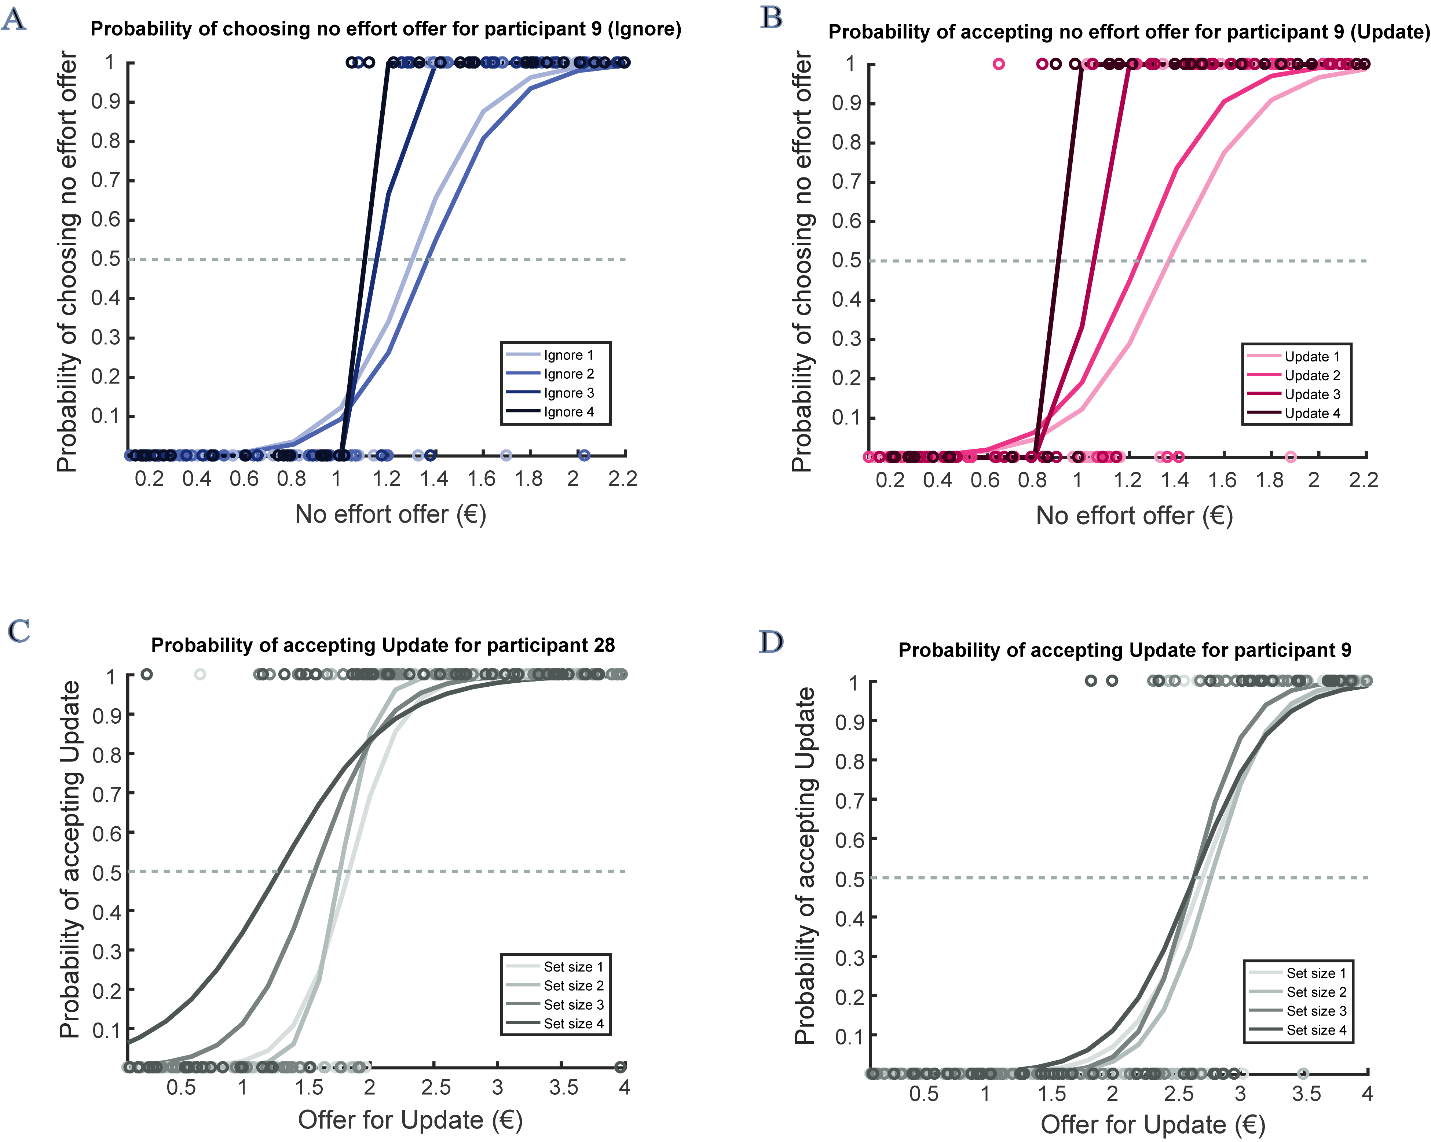 A
Probability of choosing no effort offer for participant 9 (Ignore)
Probability of choosing no effort offer
1
0.9
0.8
0.7
0.6
0.5
0.4
0.3
0.2
0.1
Ignore 1
Ignore 2
Ignore 3
Ignore 4
0.2 0.4 0.6 0.8 1 1.2 1.4 1.6 1.8 2 2.2
No effort offer (€)
B
Probability of accepting no effort offer for participant 9 (Update)
Probability of choosing no effort offer
1
0.9
0.8
0.7
0.6
0.5
0.4
0.3
0.2
0.1
Update 1
Update 2
Update 3
Update 4
0.2 0.4 0.6 0.8 1 1.2 1.4 1.6 1.8 2 2.2
No effort offer (€)
C
Probability of accepting Update for participant 28
Probability of accepting Update
1
0.9
0.8
0.7
0.6
0.5
0.4
0.3
0.2
0.1
Set size 1
Set size 2
Set size 3
Set size 4
0.5 1 1.5 2 2.5 3 3.5 4
Offer for Update (€)
D
Probability of accepting Update for participant 9
Probability of accepting Update
1
0.9
0.8
0.7
0.6
0.5
0.4
0.3
0.2
0.1
Set size 1
Set size 2
Set size 3
Set size 4
0.5 1 1.5 2 2.5 3 3.5 4
Offer for Update (€)